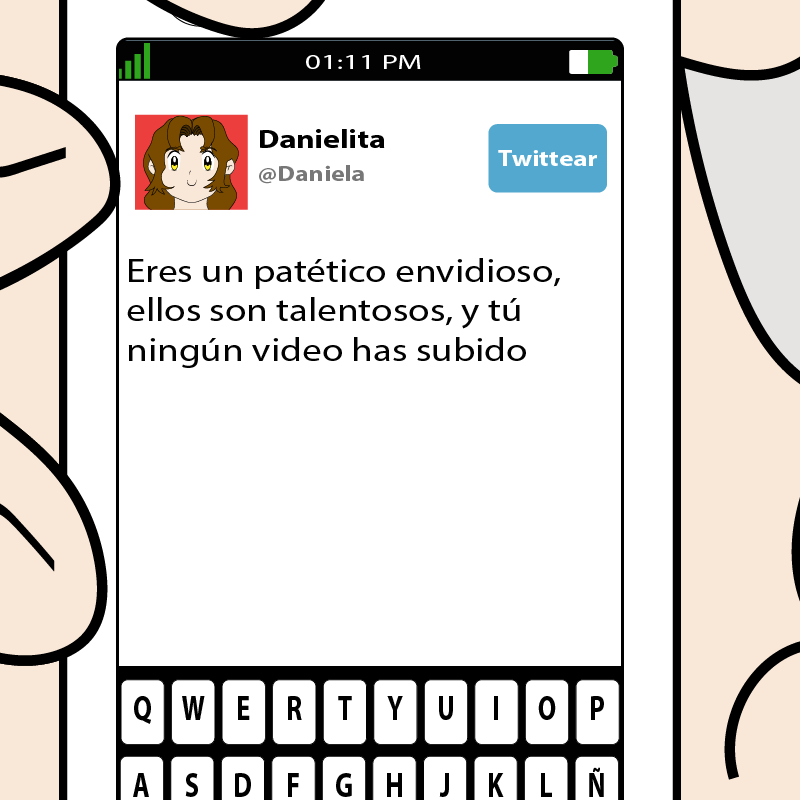 01:11 PM
Danielita
@Daniela
Twittear
Eres un patético envidioso,
ellos son talentosos, y tú
ningún video has subido
Q W E R T Y U I O P
A S D F G H J K L Ñ